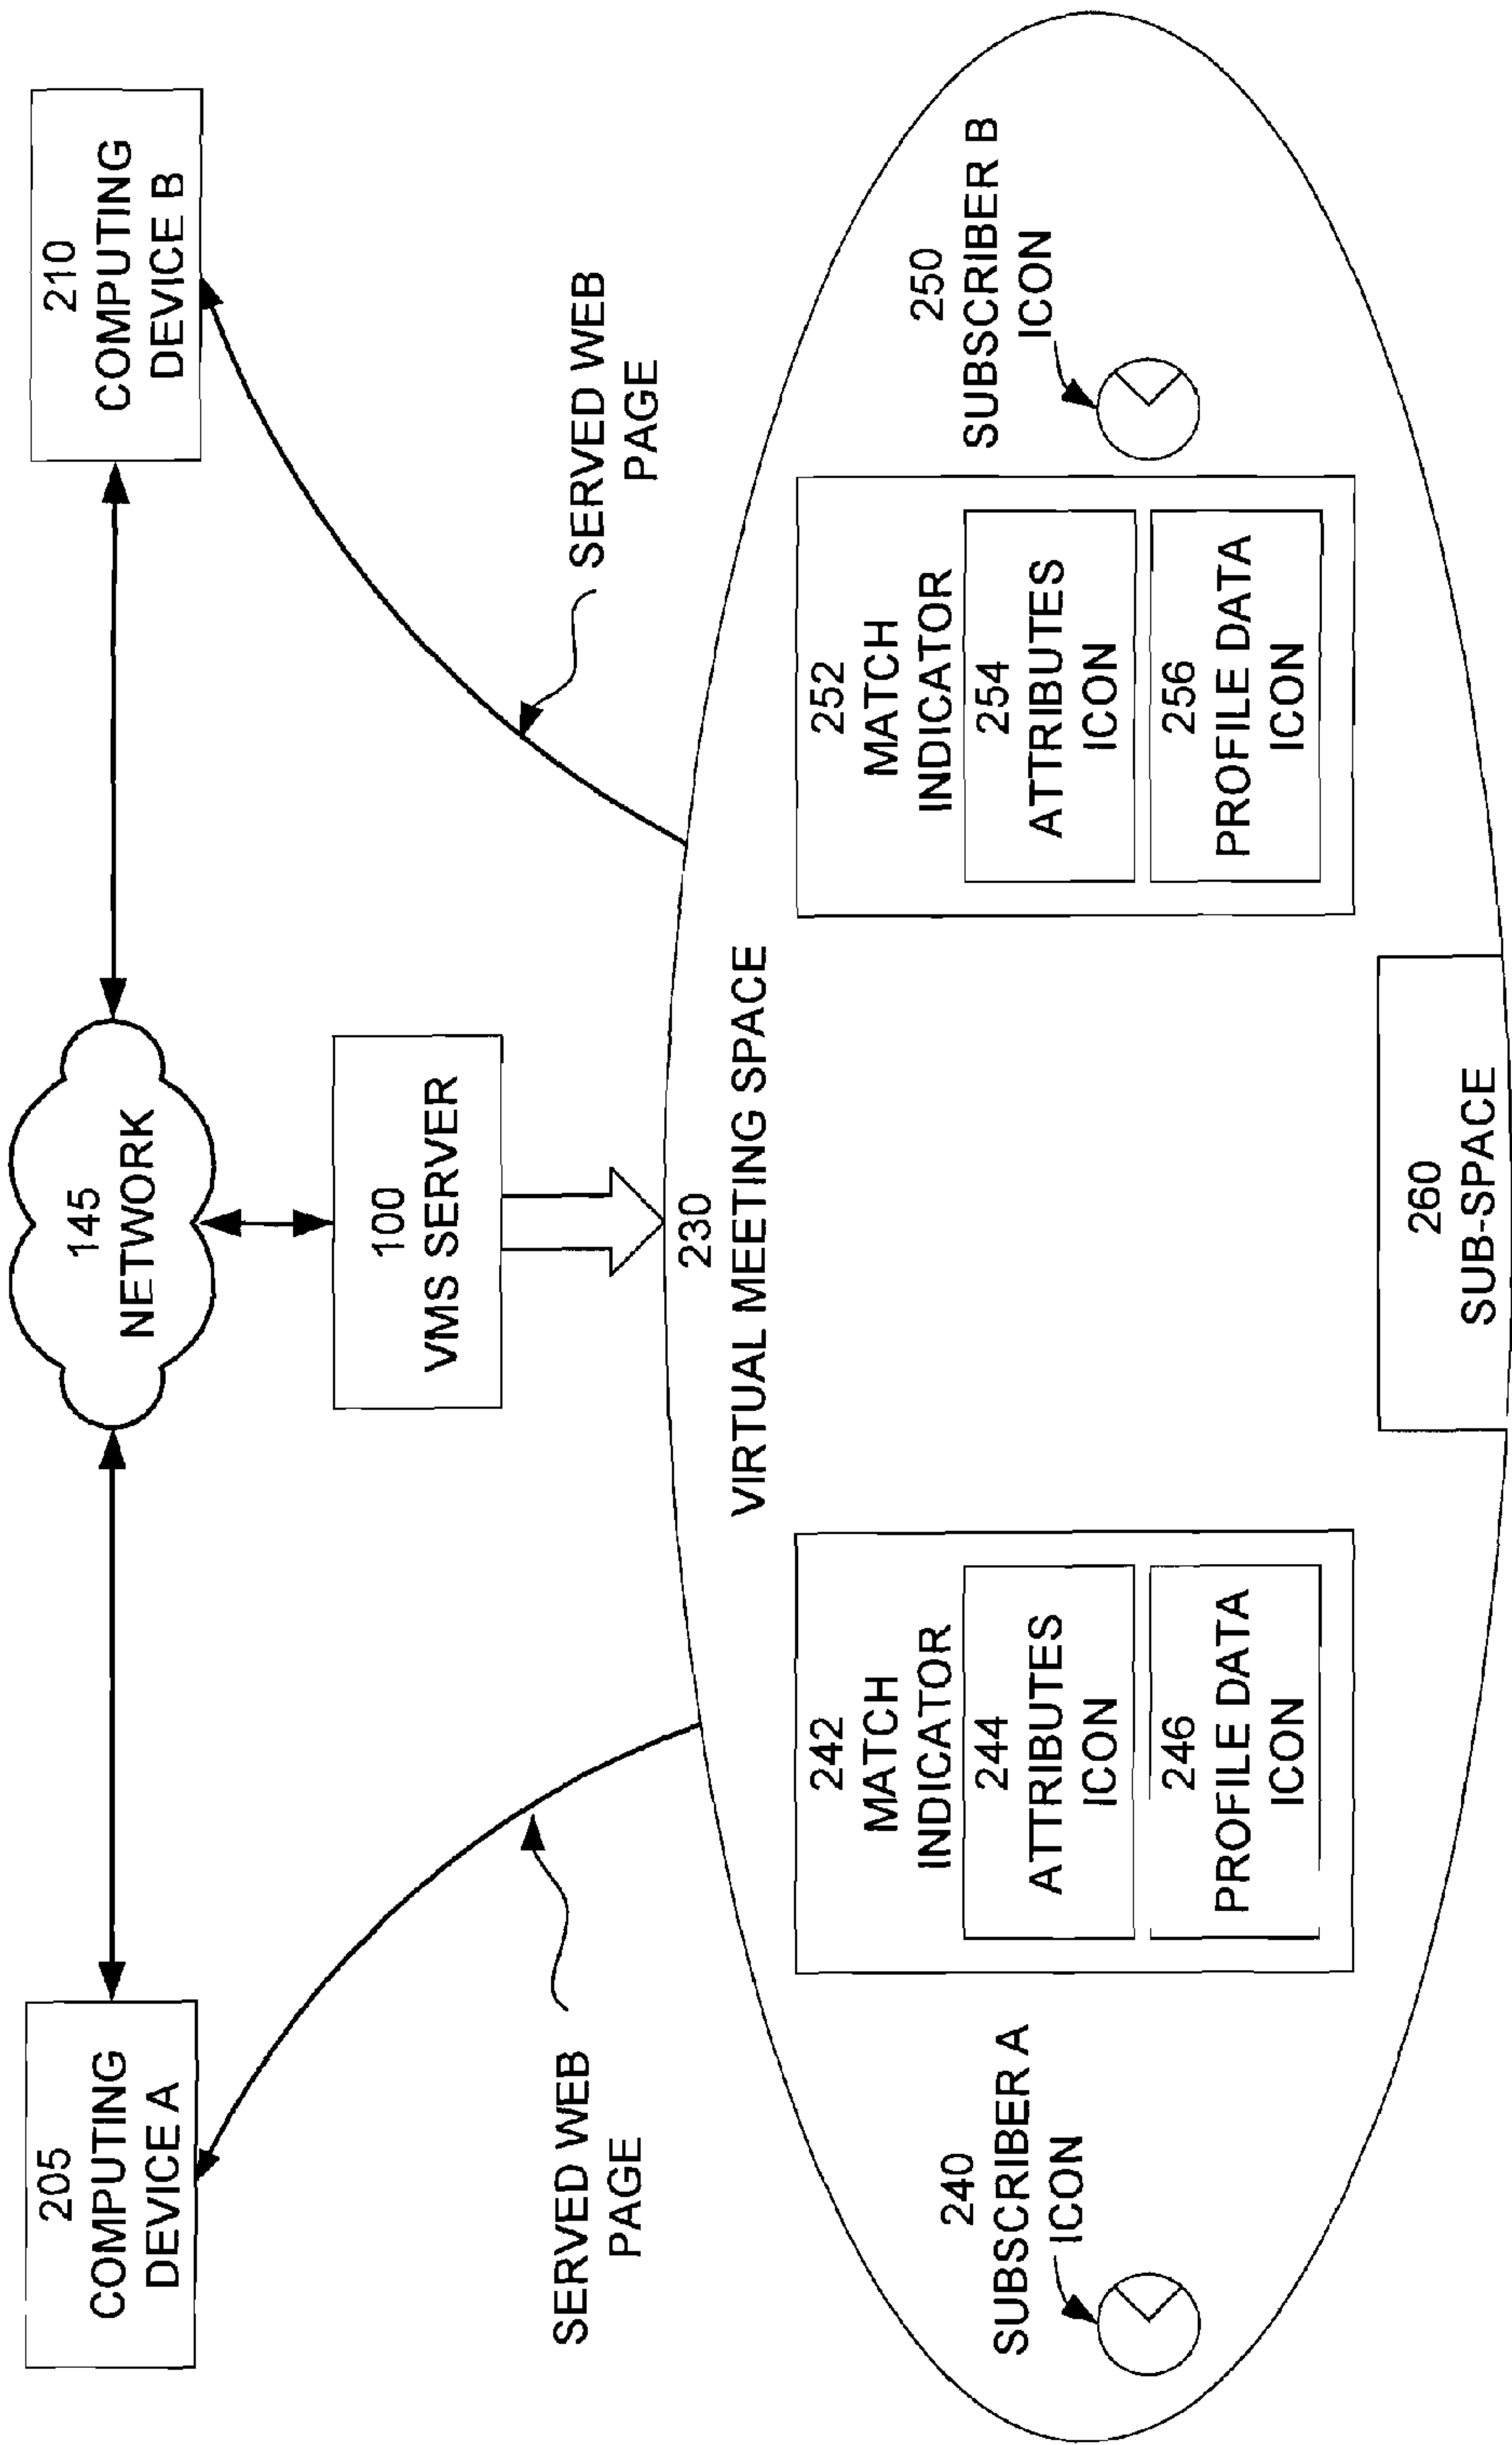 205
COMPUTING
DEVICE A
145
NETWORK
210
COMPUTING
DEVICE B
100
VMS SERVER
SERVED WEB
PAGE
SERVED WEB
PAGE
230
VIRTUAL MEETING SPACE
240
SUBSCRIBER A
ICON
242
MATCH
INDICATOR
244
ATTRIBUTES
ICON
246
PROFILE DATA
ICON
252
MATCH
INDICATOR
254
ATTRIBUTES
ICON
256
PROFILE DATA
ICON
250
SUBSCRIBER B
ICON
260
SUB-SPACE